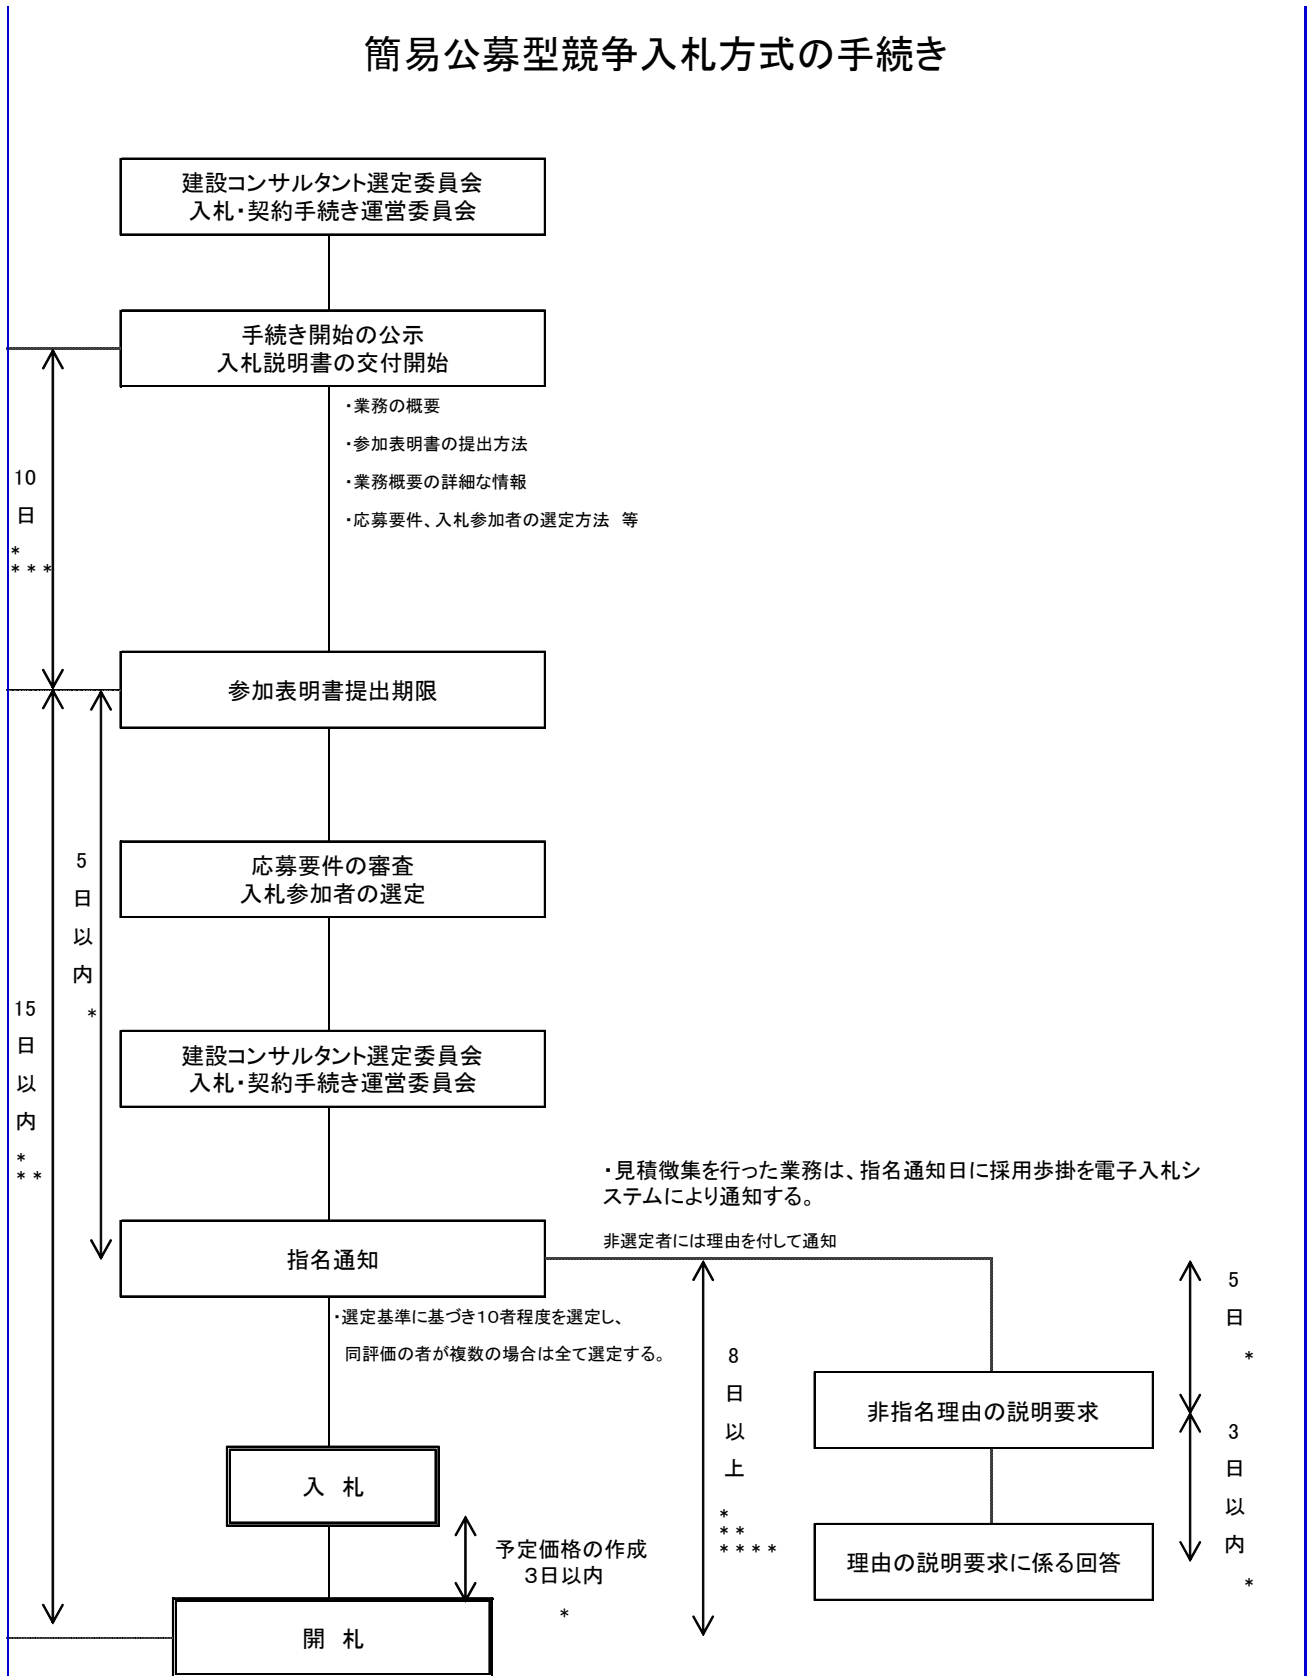 簡易公募型競争入札方式の手続き
建設コンサルタント選定委員会
入札・契約手続き運営委員会
手続き開始の公示
入札説明書の交付開始
・業務の概要
・参加表明書の提出方法
・業務概要の詳細な情報
・応募要件、入札参加者の選定方法 等
10
日
*
***
参加表明書提出期限
応募要件の審査
入札参加者の選定
5
日
以
内
*
15
日
以
内
*
**
建設コンサルタント選定委員会
入札・契約手続き運営委員会
・見積徴集を行った業務は、指名通知日に採用歩掛を電子入札シ
ステムにより通知する。
非選定者には理由を付して通知
指名通知
・選定基準に基づき10者程度を選定し、
同評価の者が複数の場合は全て選定する。
8
日
以
上
*
**
****
5
日
*
非指名理由の説明要求
3
日
以
内
*
理由の説明要求に係る回答
入 札
予定価格の作成
3日以内
*
開 札